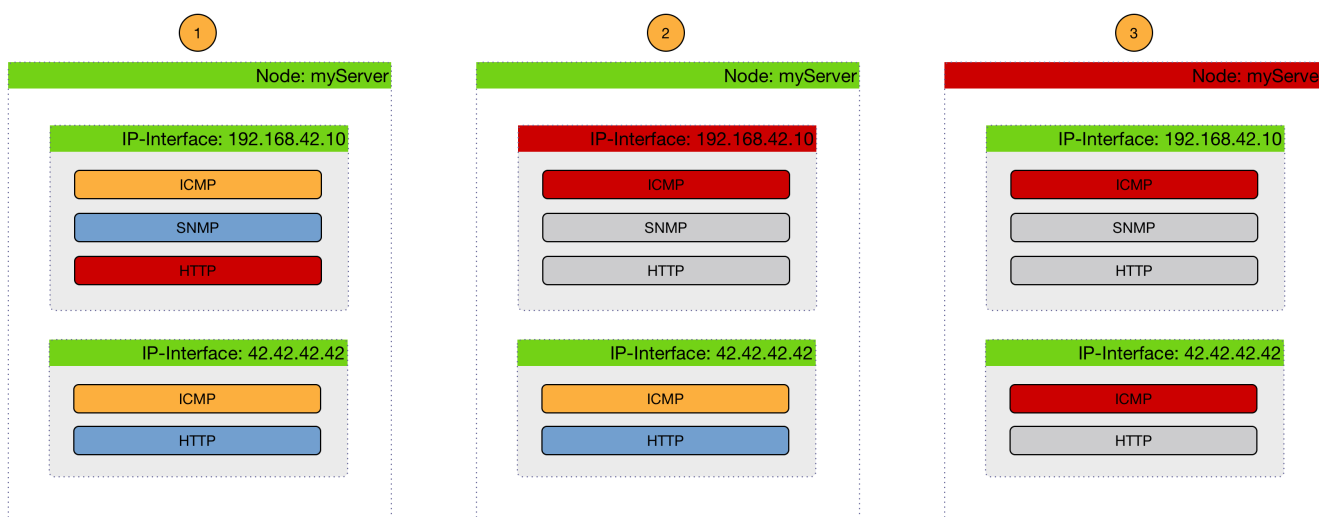 1
Node: myServer
IP-Interface: 192.168.42.10
ICMP
SNMP
HTTP
IP-Interface: 42.42.42.42
ICMP
HTTP
2
Node: myServer
IP-Interface: 192.168.42.10
ICMP
SNMP
HTTP
IP-Interface: 42.42.42.42
ICMP
HTTP
3
Node: myServe
IP-Interface: 192.168.42.10
ICMP
SNMP
HTTP
IP-Interface: 42.42.42.42
ICMP
HTTP